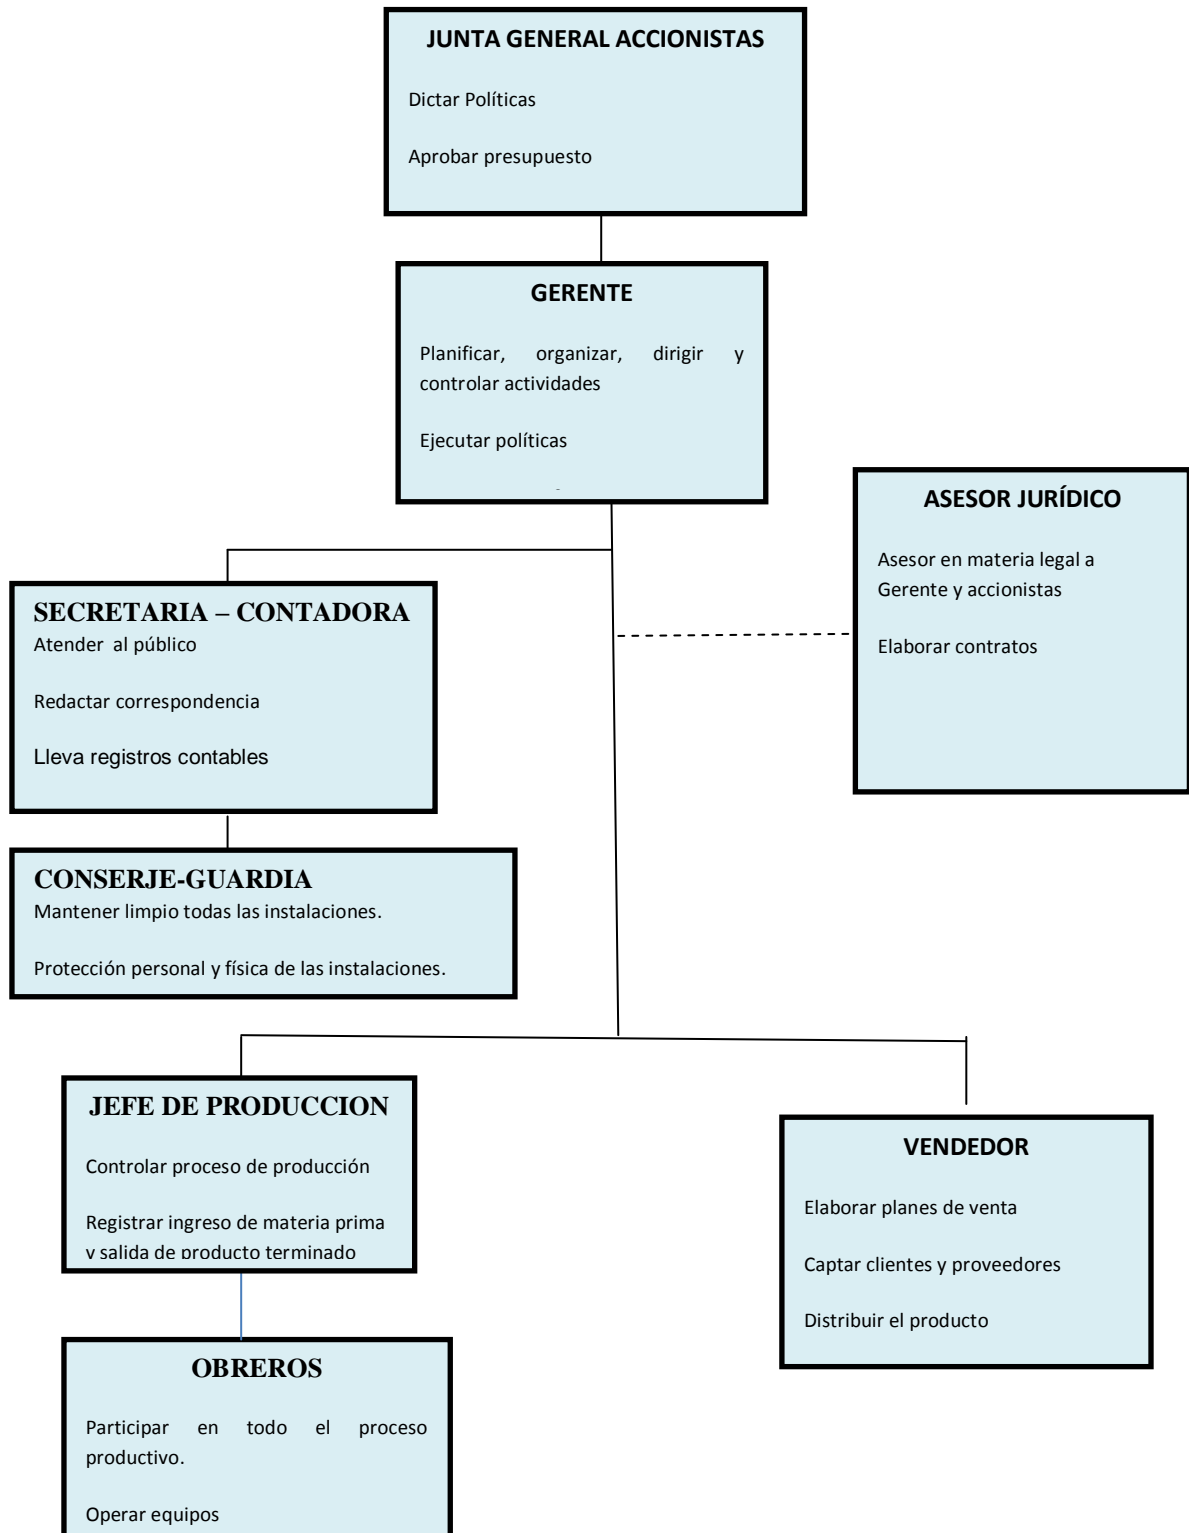 JUNTA GENERAL ACCIONISTAS
Dictar Políticas
Aprobar presupuesto
GERENTE
Planificar, organizar, dirigir y
controlar actividades
Ejecutar políticas
ASESOR JURÍDICO
Asesor en materia legal a
Gerente y accionistas
Elaborar contratos
SECRETARIA – CONTADORA
Atender al público
Redactar correspondencia
Lleva registros contables
CONSERJE-GUARDIA
Mantener limpio todas las instalaciones.
Protección personal y física de las instalaciones.
JEFE DE PRODUCCION
Controlar proceso de producción
Registrar ingreso de materia prima
y salida de producto terminado
VENDEDOR
Elaborar planes de venta
Captar clientes y proveedores
Distribuir el producto
OBREROS
Participar en todo el proceso
productivo.
Operar equipos